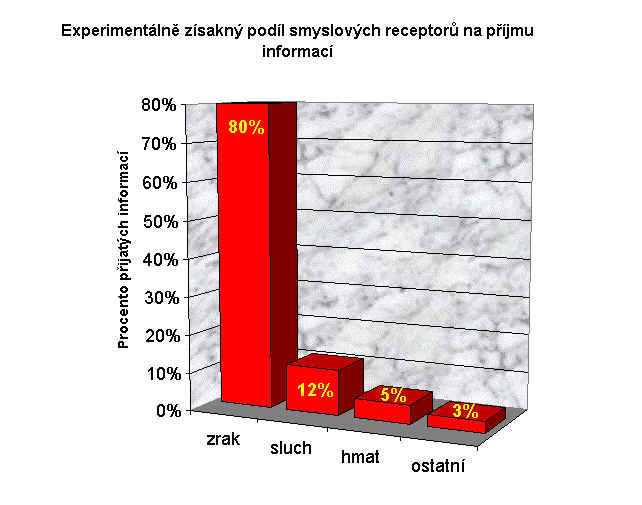 Experimentálně zísakný podíl smyslových receptorů na příjmu
informací
Procento přijatých informací
80%
70%
60%
50%
40%
30%
20%
10%
0%
80%
12%
5%
3%
zrak
sluch
hmat
ostatní